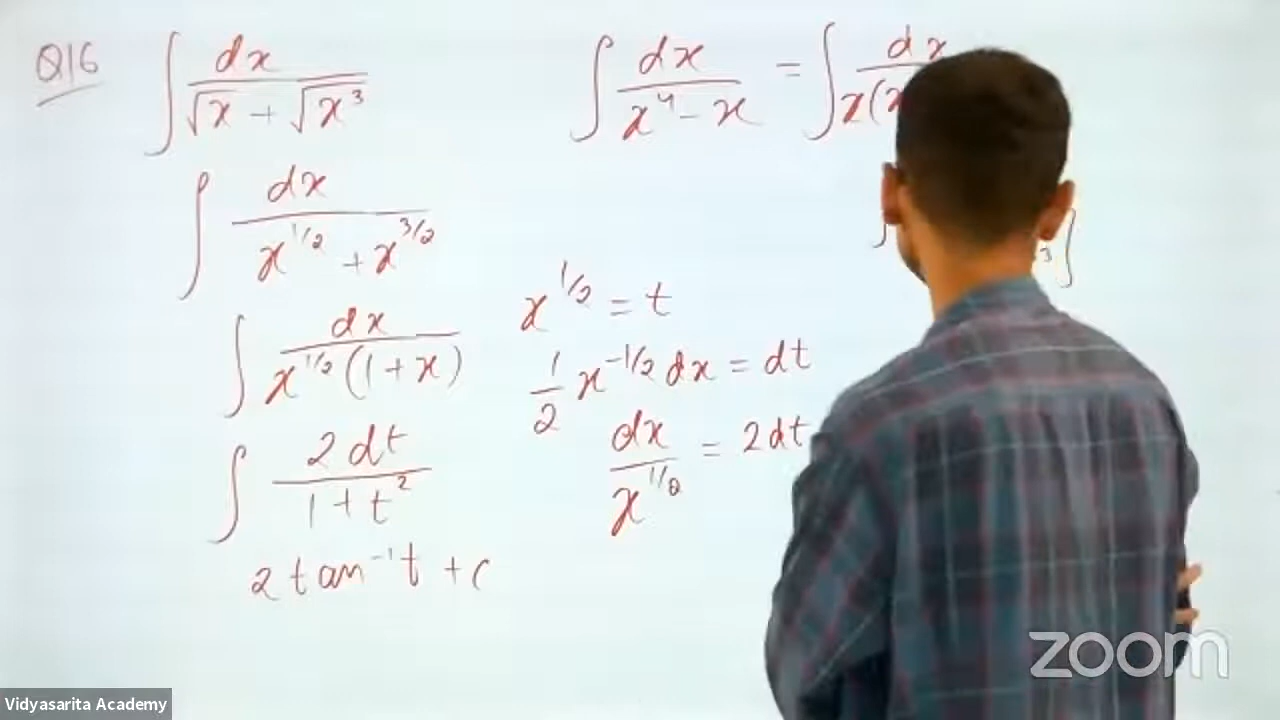 Q16 ∫ dx / (√x + √x³)
∫ dx / (x^1/2 + x^3/2)
∫ dx / (x^1/2 (1 + x))
∫ 2dt / (1 + t²)
2 tan⁻¹ t + C
x^1/2 = t
1/2 x^-1/2 dx = dt
dx / x^1/2 = 2dt
∫ dx / (x⁴ - x) = ∫ dx / x(x
3
zoom
Vidyasarita Academy